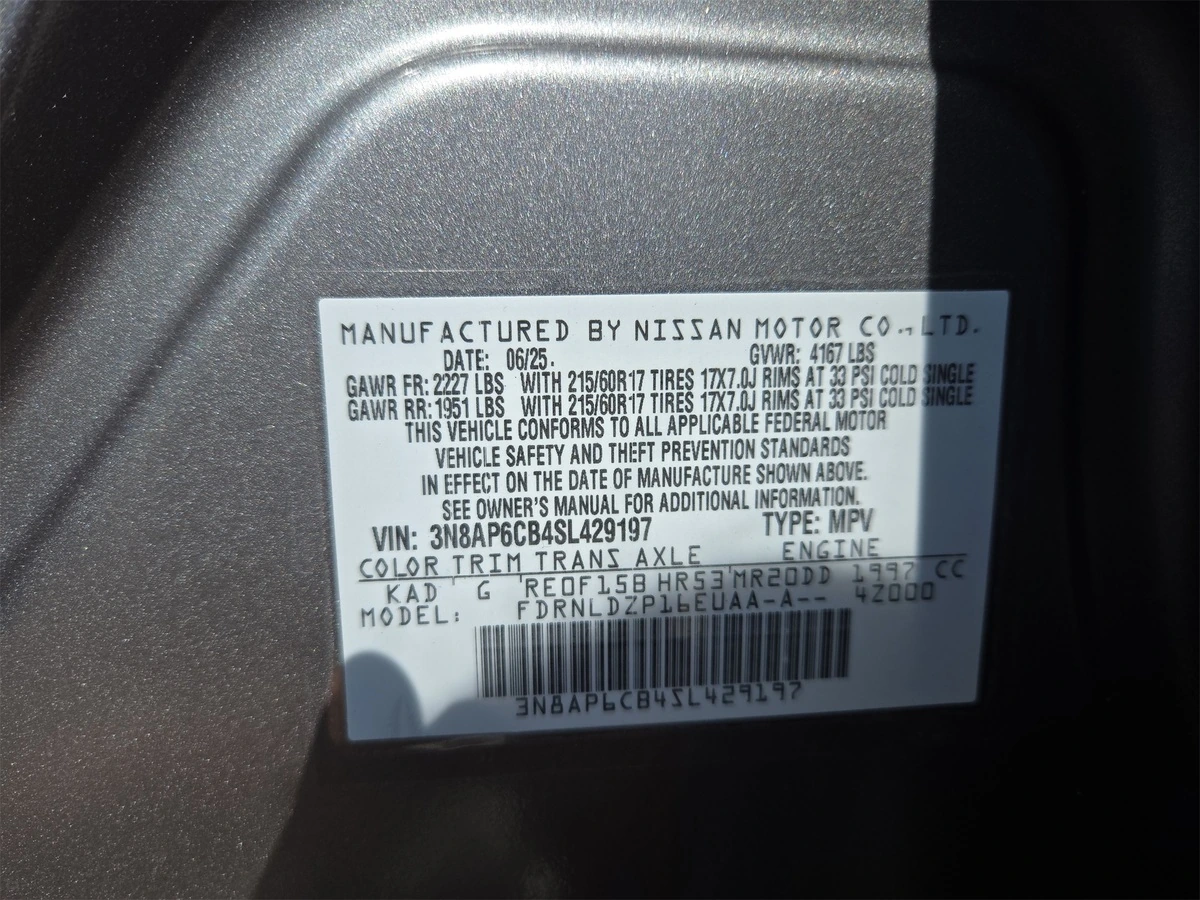 MANUFACTURED BY NISSAN MOTOR CO., LTD.
DATE: 06/25. GVWR: 4167 LBS
GAWR FR: 2227 LBS WITH 215/60R17 TIRES 17X7.0J RIMS AT 33 PSI COLD SINGLE
GAWR RR: 1951 LBS WITH 215/60R17 TIRES 17X7.0J RIMS AT 33 PSI COLD SINGLE
THIS VEHICLE CONFORMS TO ALL APPLICABLE FEDERAL MOTOR
VEHICLE SAFETY AND THEFT PREVENTION STANDARDS
IN EFFECT ON THE DATE OF MANUFACTURE SHOWN ABOVE.
SEE OWNER'S MANUAL FOR ADDITIONAL INFORMATION.
VIN: 3N8AP6CB4SL429197 TYPE: MPV
COLOR TRIM TRANS AXLE ENGINE
KAD G RE0F15B HR53 MR20DD 1997 CC
MODEL: FDRNLDZP16EUAA-A-- 4Z000
3N8AP6CB4SL429197